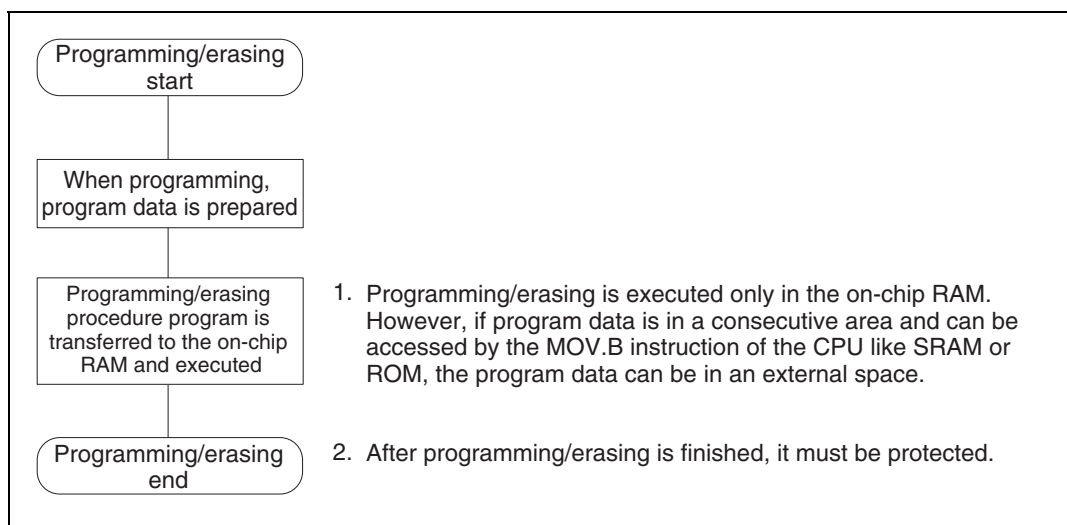 Programming/erasing
start
When programming,
program data is prepared
Programming/erasing
procedure program is
transferred to the on-chip
RAM and executed
1. Programming/erasing is executed only in the on-chip RAM.
However, if program data is in a consecutive area and can be
accessed by the MOV.B instruction of the CPU like SRAM or
ROM, the program data can be in an external space.
Programming/erasing
end
2. After programming/erasing is finished, it must be protected.